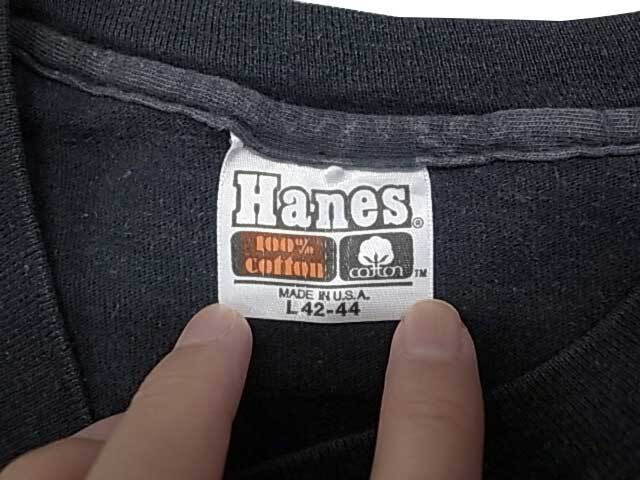 Hanes®
100%
cotton
cotton™
MADE IN U.S.A.
L 42-44